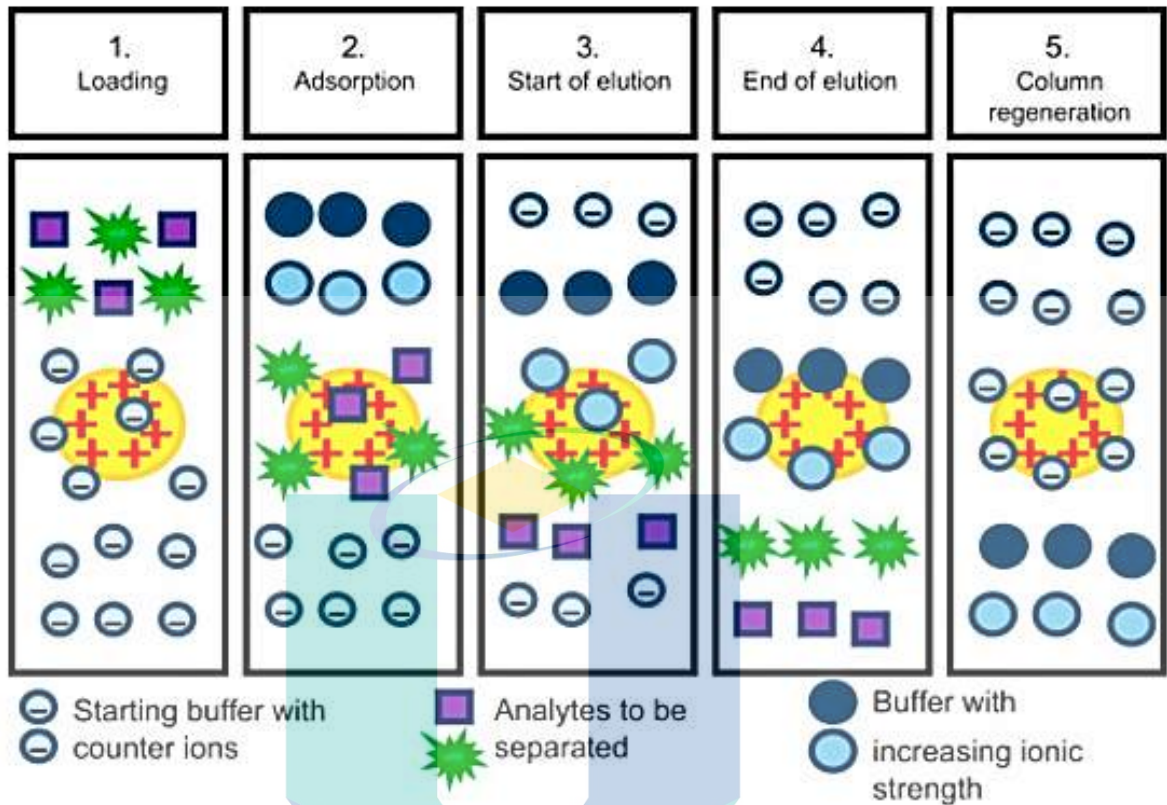 1.
Loading
2.
Adsorption
3.
Start of elution
4.
End of elution
5.
Column
regeneration
Starting buffer with
counter ions
Analytes to be
separated
Buffer with
increasing ionic
strength